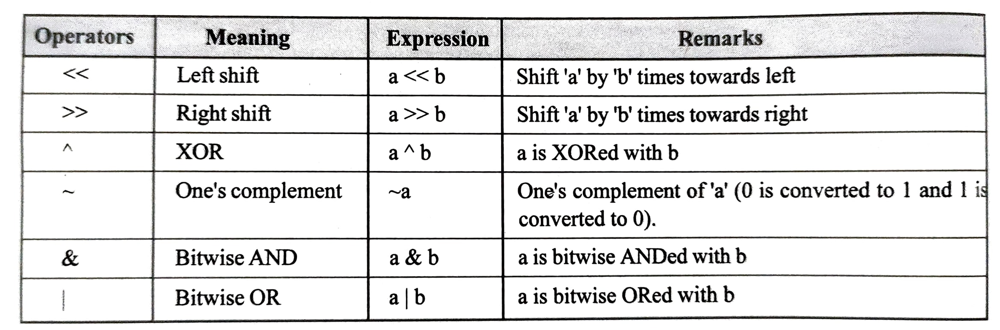 Operators Meaning Expression Remarks
<< Left shift a << b Shift 'a' by 'b' times towards left
>> Right shift a >> b Shift 'a' by 'b' times towards right
^ XOR a ^ b a is XORed with b
~ One's complement ~a One's complement of 'a' (0 is converted to 1 and 1 is
converted to 0).
& Bitwise AND a & b a is bitwise ANDed with b
| Bitwise OR a | b a is bitwise ORed with b